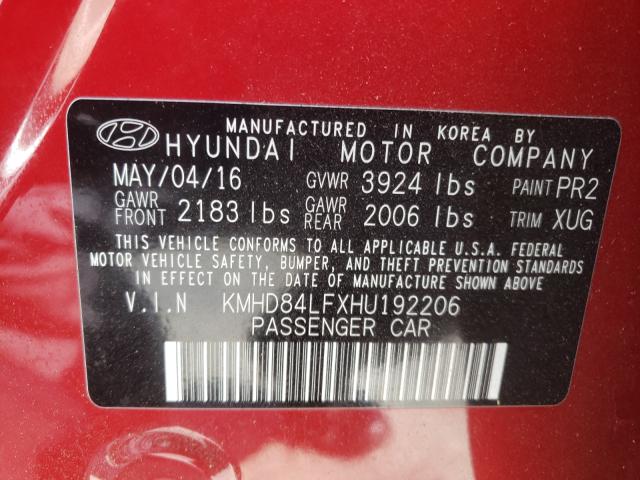 MANUFACTURED IN KOREA BY
HYUNDAI MOTOR COMPANY
MAY/04/16 GVWR 3924 lbs PAINT PR2
GAWR FRONT 2183 lbs GAWR REAR 2006 lbs TRIM XUG
THIS VEHICLE CONFORMS TO ALL APPLICABLE U.S.A. FEDERAL
MOTOR VEHICLE SAFETY, BUMPER, AND THEFT PREVENTION STANDARDS
IN EFFECT ON THE DATE OF MANUFACTURE SHOWN ABOVE
V.I.N KMHD84LFXHU192206
PASSENGER CAR